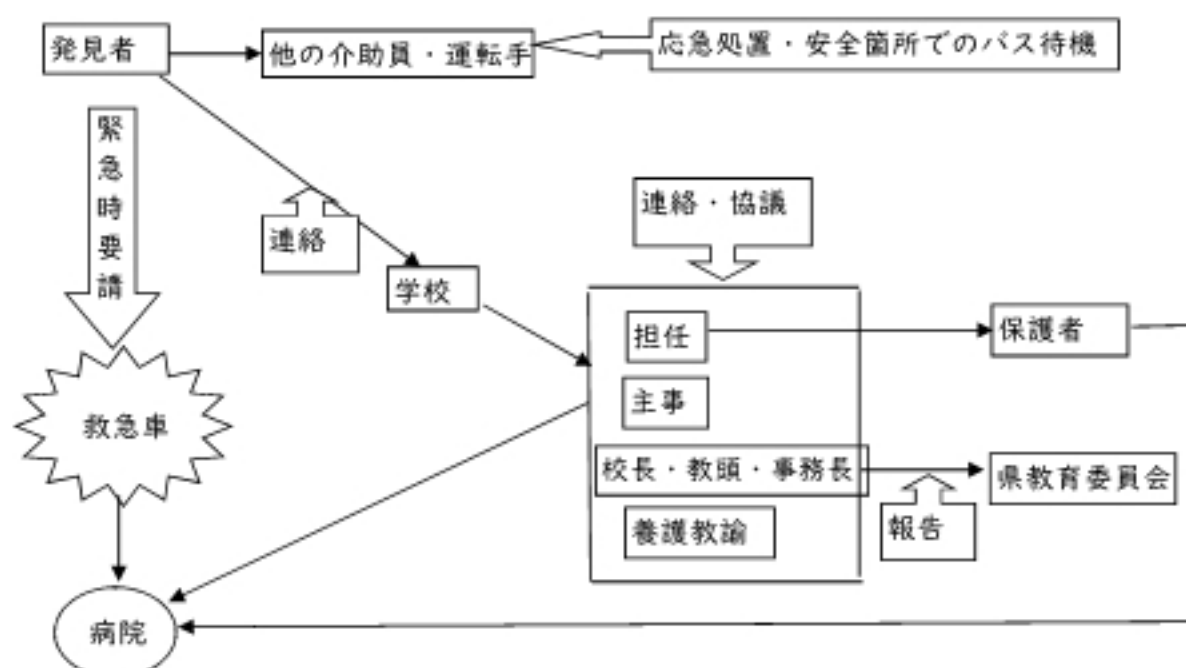 発見者
他の介助員・運転手
応急処置・安全箇所でのバス待機
緊急時要請
連絡
学校
連絡・協議
担任
保護者
主事
救急車
校長・教頭・事務長
県教育委員会
報告
養護教諭
病院